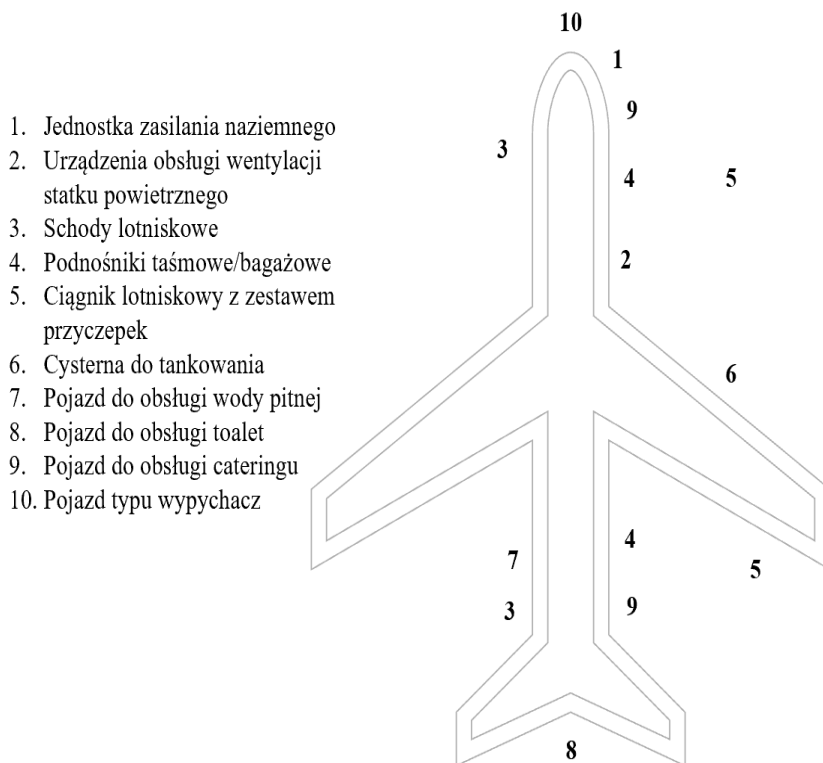 10
1
9
3
4
5
2
6
1. Jednostka zasilania naziemnego
2. Urządzenia obsługi wentylacji
statku powietrznego
3. Schody lotniskowe
4. Podnośniki taśmowe/bagażowe
5. Ciągnik lotniskowy z zestawem
przyczepek
6. Cysterna do tankowania
7. Pojazd do obsługi wody pitnej
8. Pojazd do obsługi toalet
9. Pojazd do obsługi cateringu
10. Pojazd typu wypychacz
4
7
5
3
9
8